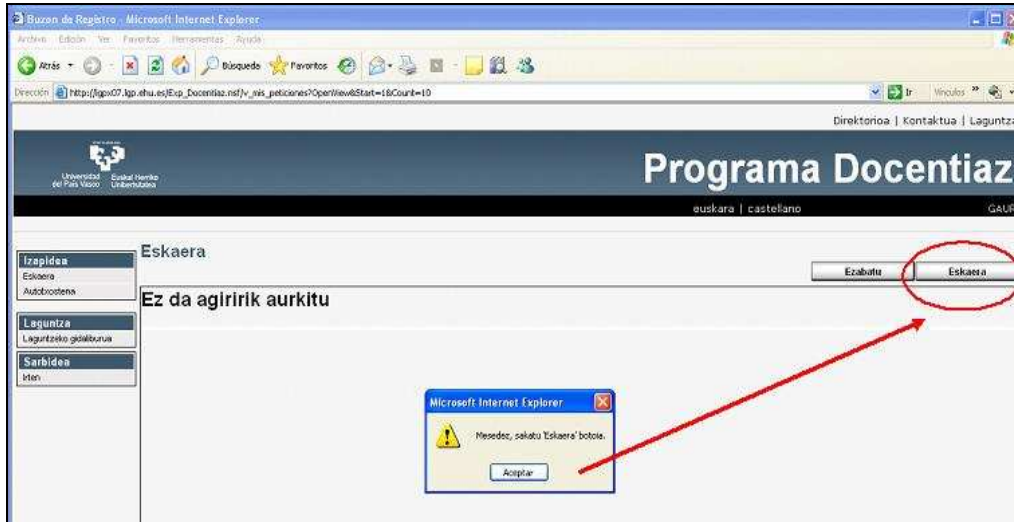 Buzon de Registro - Microsoft Internet Explorer
Archivo Edición Ver Favoritos Herramientas Ayuda
Atrás Búsqueda Favoritos
Dirección http://lgpx07.lgp.ehu.es/Exp_Docentiaz.nsf/v_mis_peticiones?OpenView&Start=1&Count=10 Ir Vínculos »
Direktorioa | Kontaktua | Laguntza
Universidad del País Vasco
Euskal Herriko Unibertsitatea
Programa Docentiaz
euskara | castellano GAUR
Eskaera
Izapidea
Eskaera
Autotxostena
Ezabatu Eskaera
Ez da agiririk aurkitu
Laguntza
Laguntzeko gidaliburua
Sarbidea
Irten
Microsoft Internet Explorer
Mesedez, sakatu 'Eskaera' botoia.
Aceptar